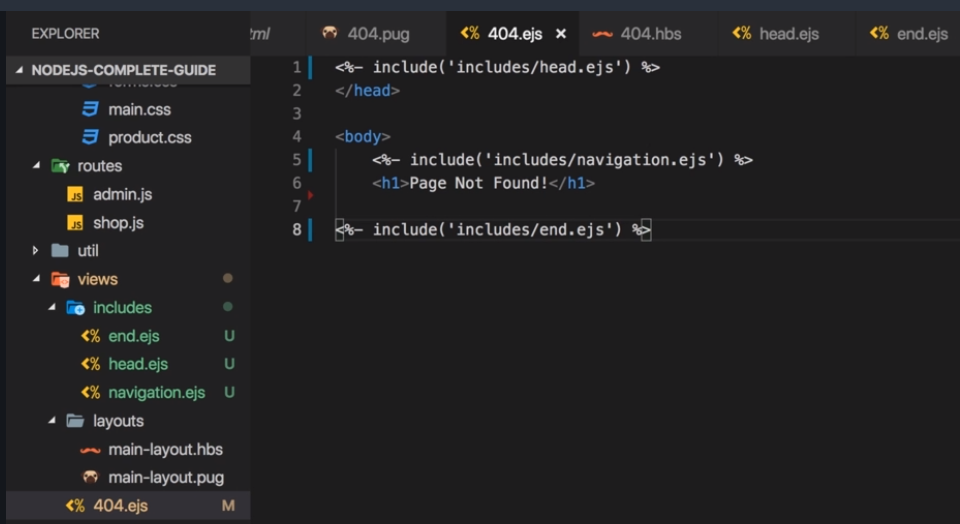 EXPLORER
NODEJS-COMPLETE-GUIDE
main.css
product.css
routes
JS admin.js
JS shop.js
util
views
includes
<% end.ejs U
<% head.ejs U
<% navigation.ejs U
layouts
main-layout.hbs
main-layout.pug
<% 404.ejs M
tml 404.pug <% 404.ejs × 404.hbs <% head.ejs <% end.ejs
1 <%- include('includes/head.ejs') %>
2 </head>
3
4 <body>
5 <%- include('includes/navigation.ejs') %>
6 <h1>Page Not Found!</h1>
7
8 <%- include('includes/end.ejs') %>